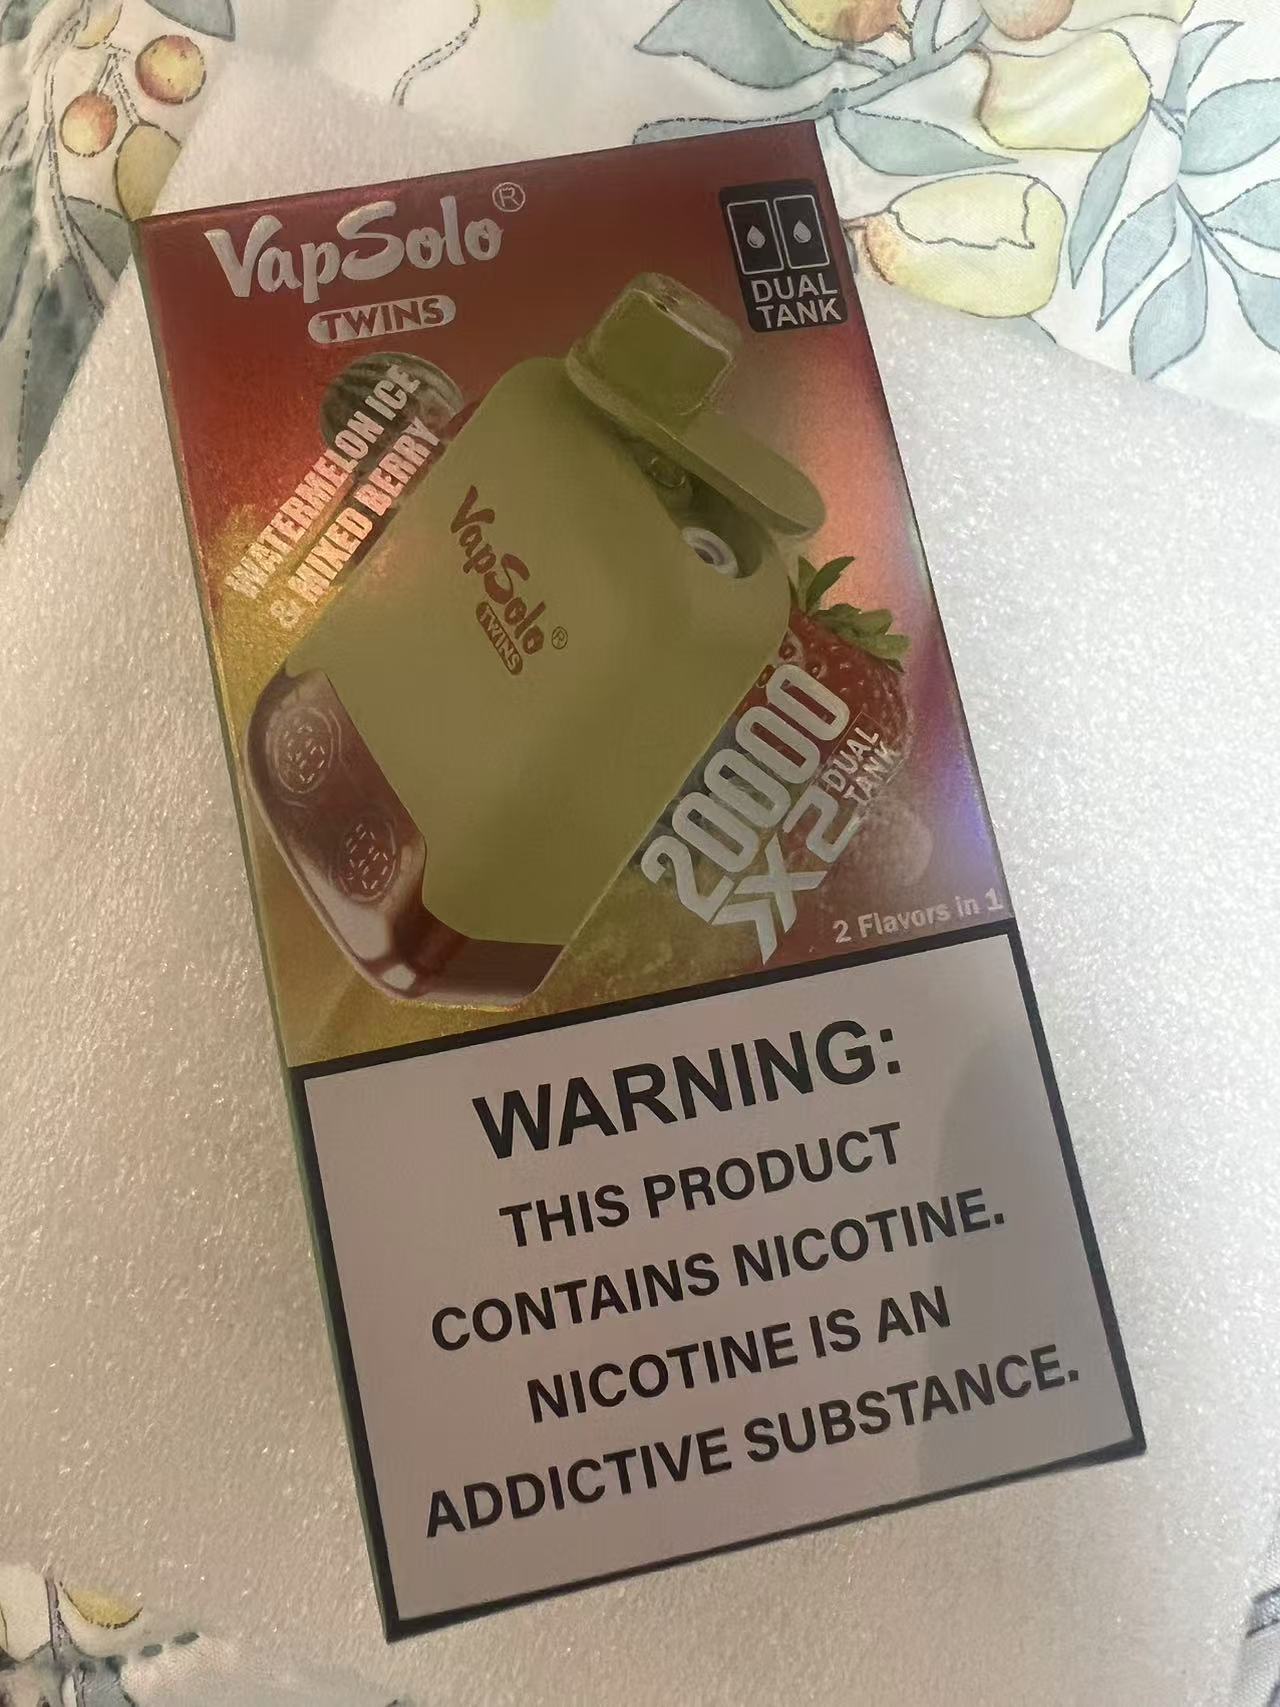 VapSolo®
TWINS
DUAL
TANK
WATERMELON ICE
& MIXED BERRY
VapSolo®
TWINS
20000
X2
DUAL
TANK
2 Flavors in 1
WARNING:
THIS PRODUCT
CONTAINS NICOTINE.
NICOTINE IS AN
ADDICTIVE SUBSTANCE.